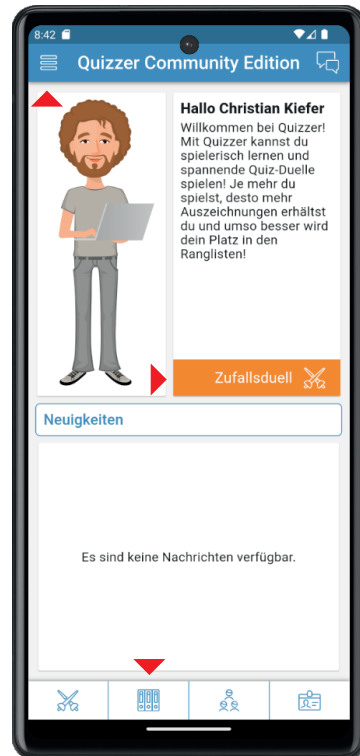 8:42
Quizzer Community Edition
Hallo Christian Kiefer
Willkommen bei Quizzer!
Mit Quizzer kannst du
spielerisch lernen und
spannende Quiz-Duelle
spielen! Je mehr du
spielst, desto mehr
Auszeichnungen erhältst
du und umso besser wird
dein Platz in den
Ranglisten!
Zufallsduell
Neuigkeiten
Es sind keine Nachrichten verfügbar.